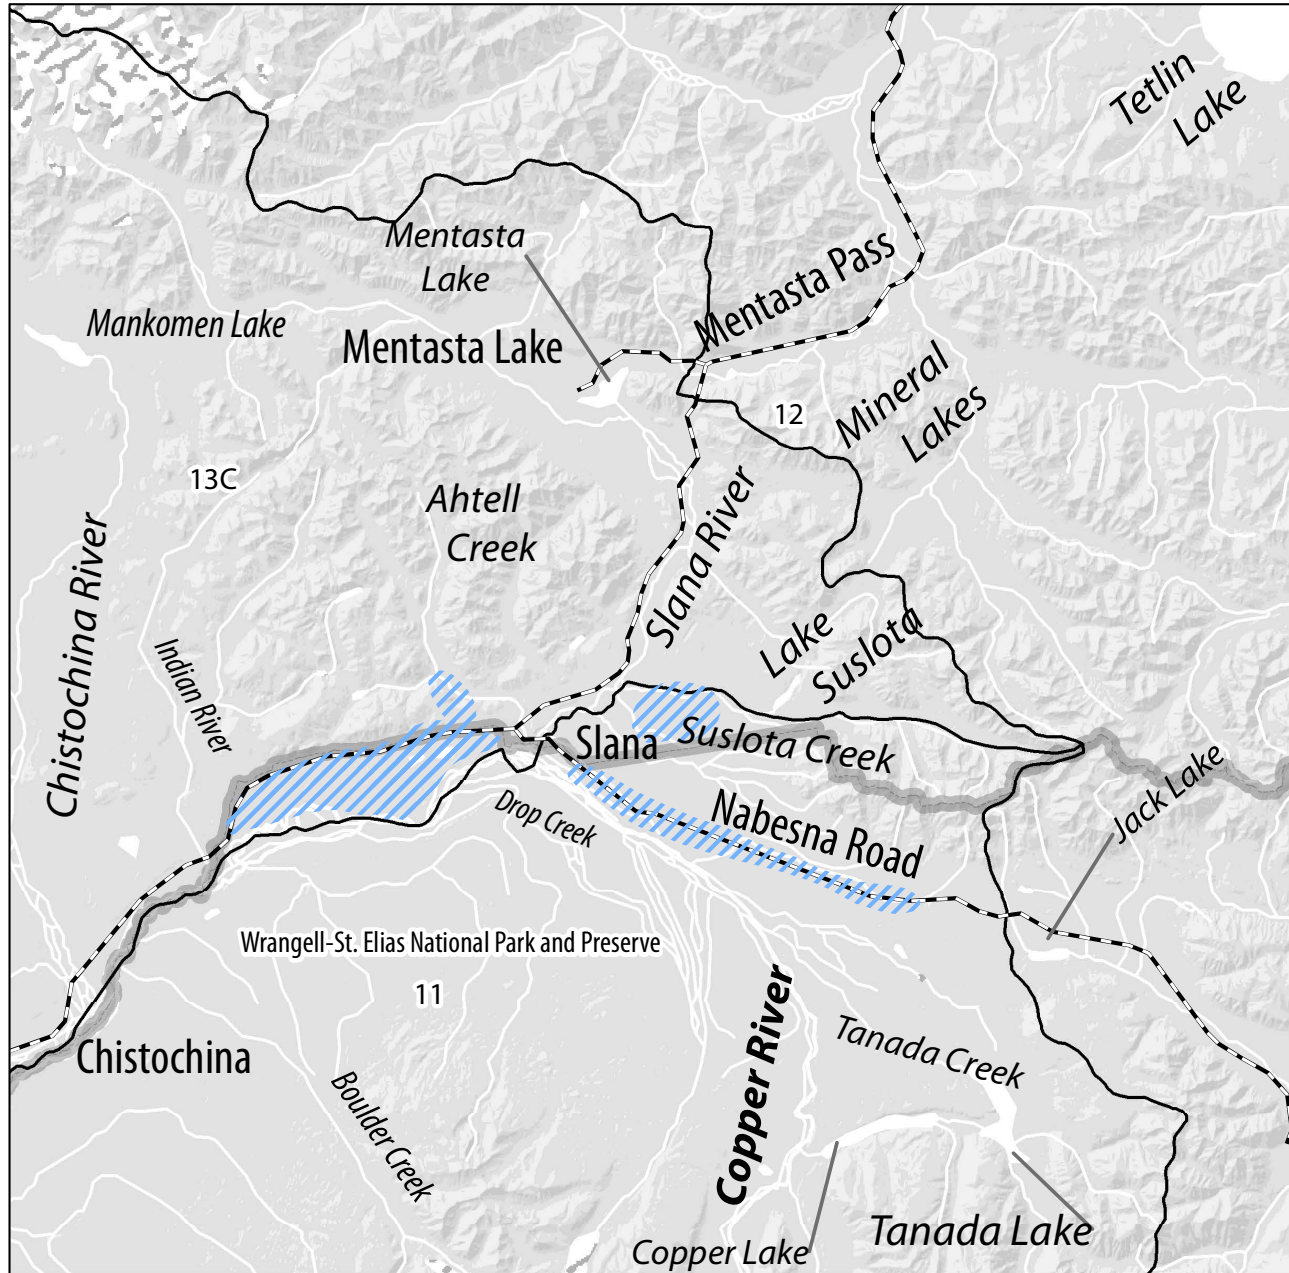 Tetlin
Lake
Mentasta
Lake
Mentasta Pass
Mankomen Lake
Mentasta Lake
Mineral
Lakes
12
13C
Ahtell
Creek
Chistochina River
Slana River
Indian River
Lake
Suslota
Slana
Suslota Creek
Jack Lake
Drop Creek
Nabesna Road
Wrangell-St. Elias National Park and Preserve
11
Copper River
Tanada Creek
Chistochina
Boulder Creek
Tanada Lake
Copper Lake